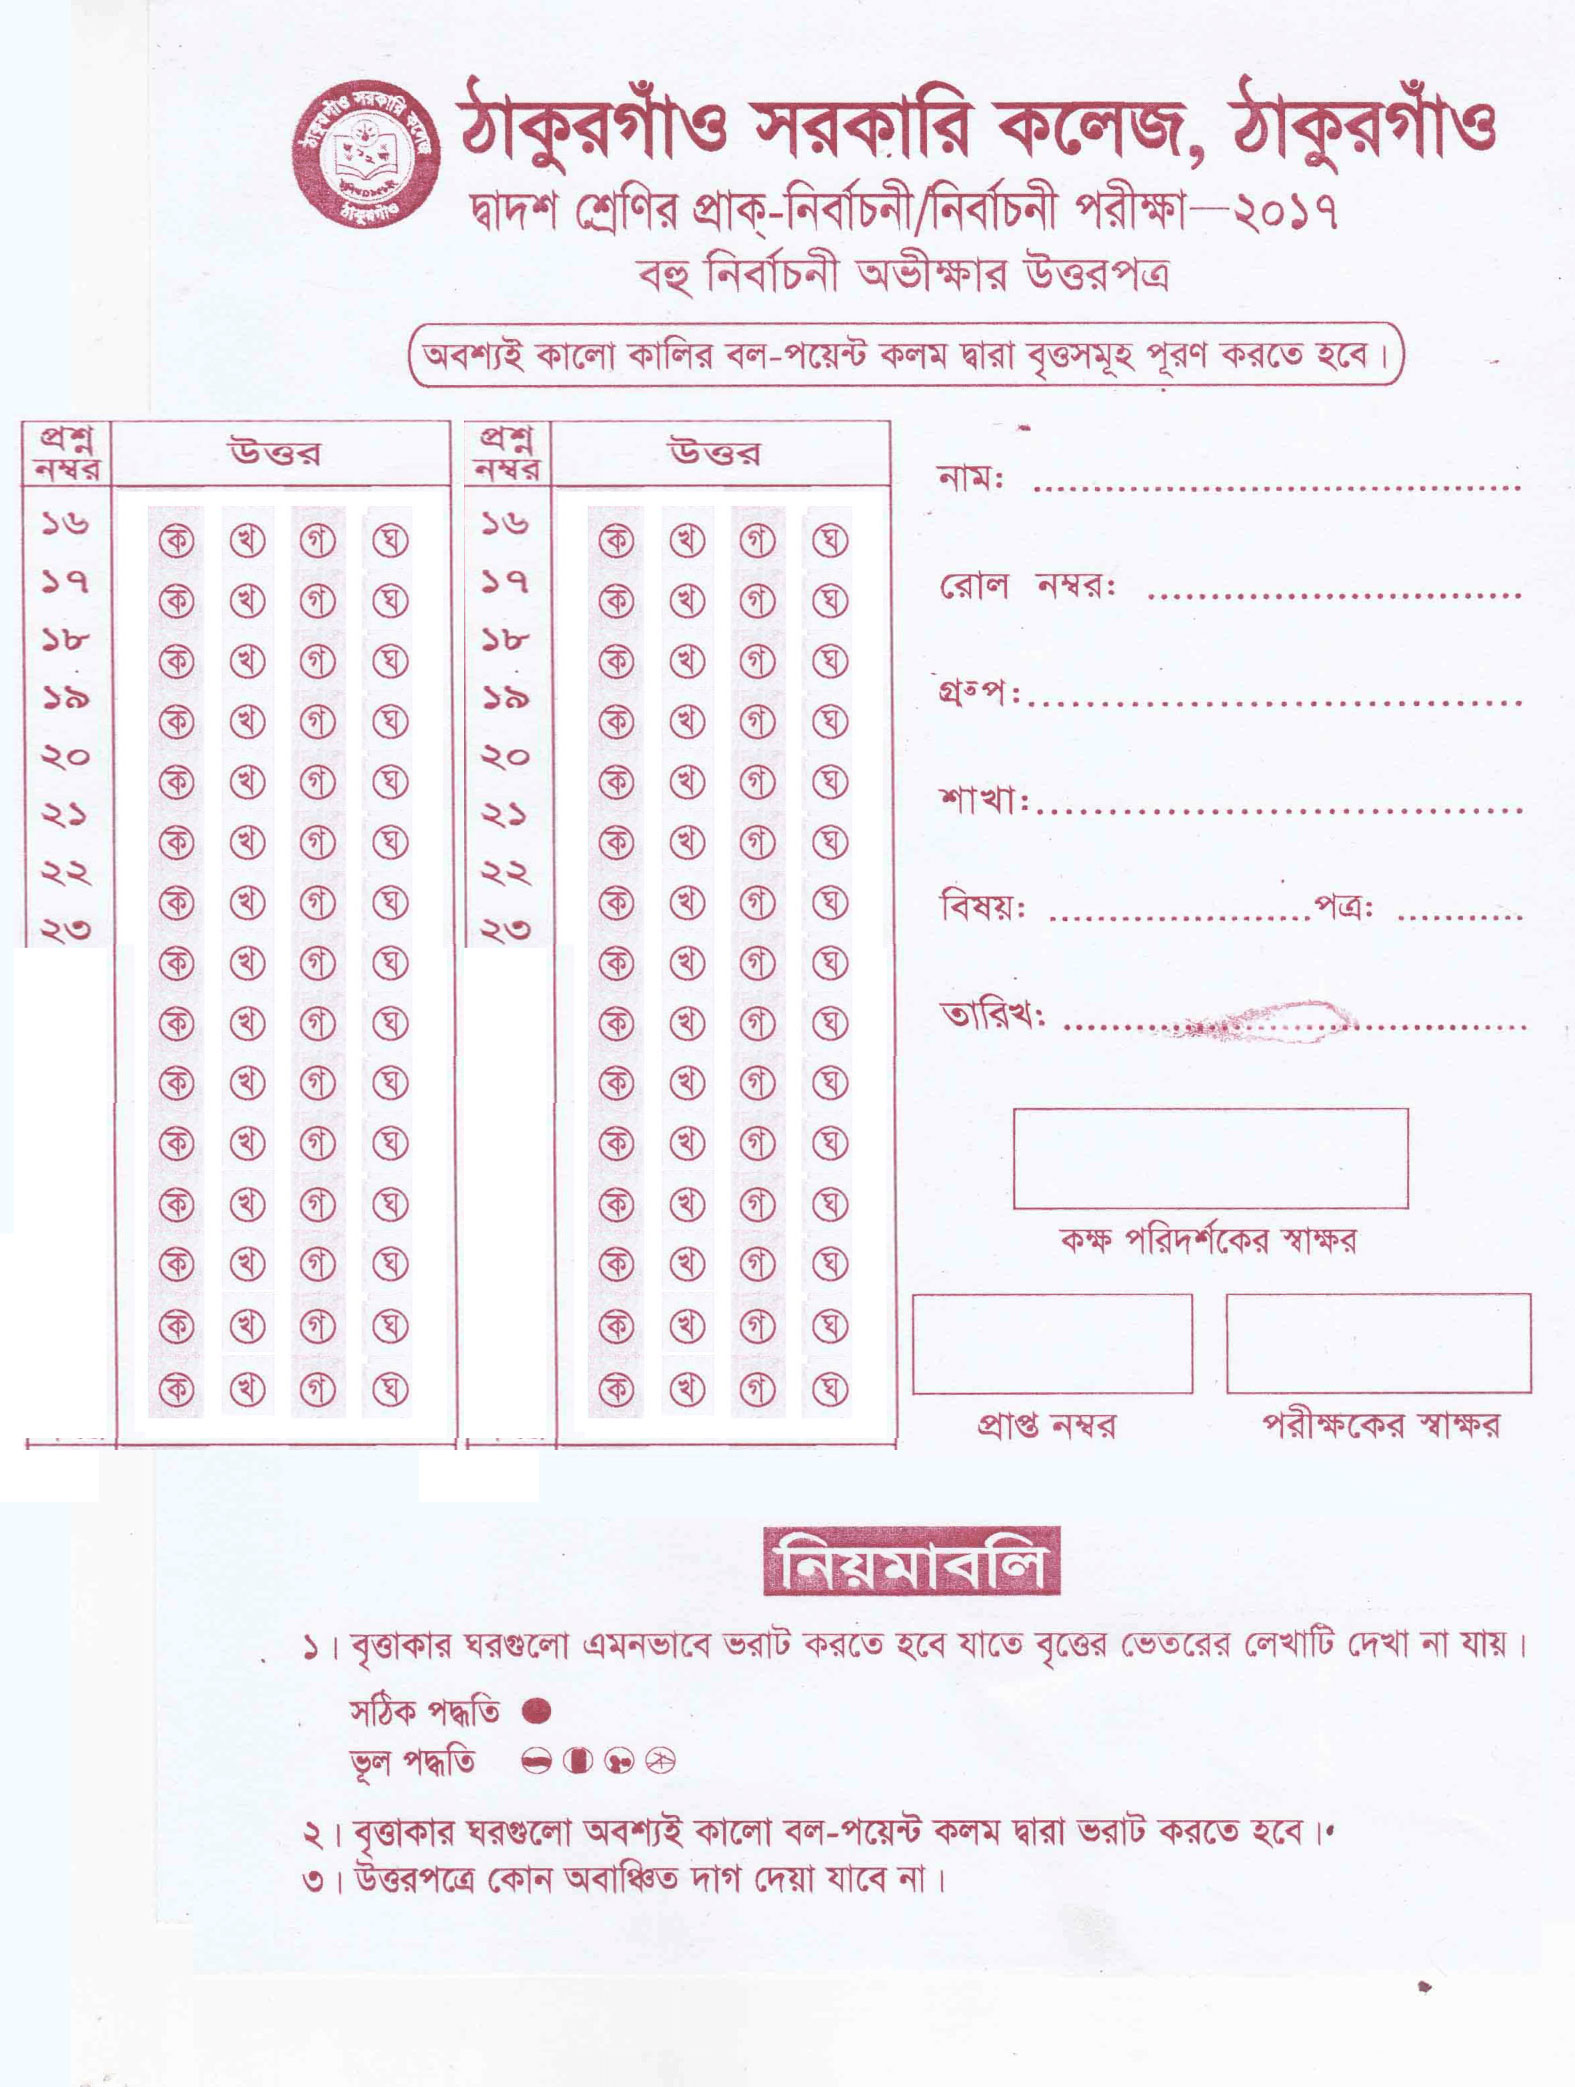 ঠাকুরগাঁও সরকারি কলেজ
ঠাকুরগাঁও
ঠাকুরগাঁও সরকারি কলেজ, ঠাকুরগাঁও
দ্বাদশ শ্রেণির প্রাক্-নির্বাচনী/নির্বাচনী পরীক্ষা—২০১৭
বহু নির্বাচনী অভীক্ষার উত্তরপত্র
অবশ্যই কালো কালির বল-পয়েন্ট কলম দ্বারা বৃত্তসমূহ পূরণ করতে হবে।
প্রশ্ন নম্বর উত্তর
১৬ ক খ গ ঘ
১৭ ক খ গ ঘ
১৮ ক খ গ ঘ
১৯ ক খ গ ঘ
২০ ক খ গ ঘ
২১ ক খ গ ঘ
২২ ক খ গ ঘ
২৩ ক খ গ ঘ
ক খ গ ঘ
ক খ গ ঘ
ক খ গ ঘ
ক খ গ ঘ
ক খ গ ঘ
ক খ গ ঘ
ক খ গ ঘ
প্রশ্ন নম্বর উত্তর
১৬ ক খ গ ঘ
১৭ ক খ গ ঘ
১৮ ক খ গ ঘ
১৯ ক খ গ ঘ
২০ ক খ গ ঘ
২১ ক খ গ ঘ
২২ ক খ গ ঘ
২৩ ক খ গ ঘ
ক খ গ ঘ
ক খ গ ঘ
ক খ গ ঘ
ক খ গ ঘ
ক খ গ ঘ
ক খ গ ঘ
ক খ গ ঘ
নাম: ........................................
রোল নম্বর: ..............................
গ্রুপ:..................................
শাখা:..................................
বিষয়: ......................পত্র: ...........
তারিখ: ......................................
কক্ষ পরিদর্শকের স্বাক্ষর
প্রাপ্ত নম্বর পরীক্ষকের স্বাক্ষর
নিয়মাবলি
১। বৃত্তাকার ঘরগুলো এমনভাবে ভরাট করতে হবে যাতে বৃত্তের ভেতরের লেখাটি দেখা না যায়।
সঠিক পদ্ধতি
ভূল পদ্ধতি
২। বৃত্তাকার ঘরগুলো অবশ্যই কালো বল-পয়েন্ট কলম দ্বারা ভরাট করতে হবে।
৩। উত্তরপত্রে কোন অবাঞ্চিত দাগ দেয়া যাবে না।